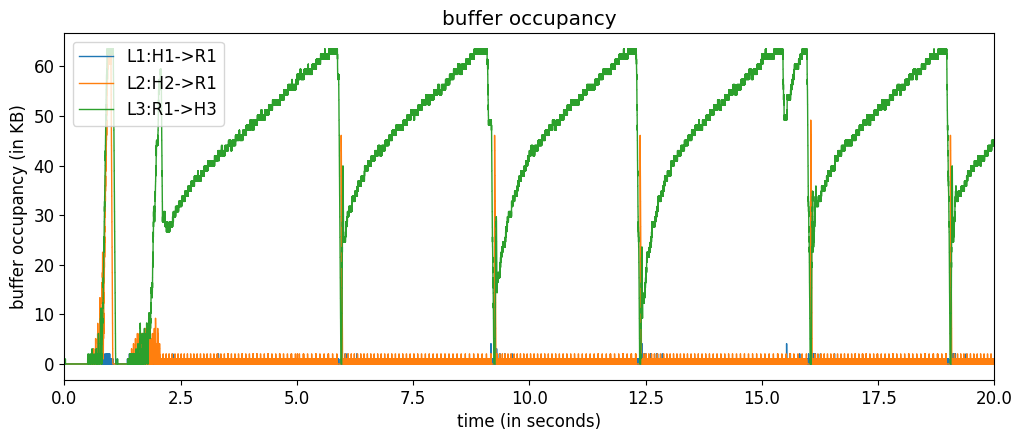 buffer occupancy
L1:H1->R1
L2:H2->R1
L3:R1->H3
buffer occupancy (in KB)
60
50
40
30
20
10
0
0.0 2.5 5.0 7.5 10.0 12.5 15.0 17.5 20.0
time (in seconds)